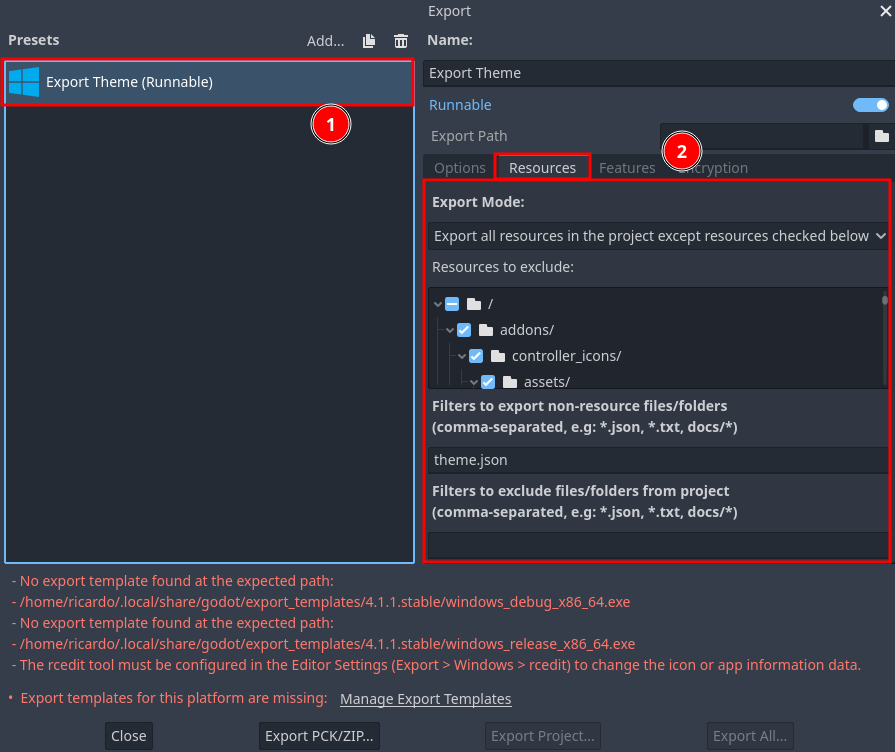 Export
Presets
Add...
Name:
Export Theme (Runnable)
Export Theme
1
Runnable
Export Path
2
Options
Resources
Features
Encryption
Export Mode:
Export all resources in the project except resources checked below
Resources to exclude:
/
addons/
controller_icons/
assets/
Filters to export non-resource files/folders
(comma-separated, e.g: *.json, *.txt, docs/*)
theme.json
Filters to exclude files/folders from project
(comma-separated, e.g: *.json, *.txt, docs/*)
- No export template found at the expected path:
- /home/ricardo/.local/share/godot/export_templates/4.1.1.stable/windows_debug_x86_64.exe
- No export template found at the expected path:
- /home/ricardo/.local/share/godot/export_templates/4.1.1.stable/windows_release_x86_64.exe
- The rcedit tool must be configured in the Editor Settings (Export > Windows > rcedit) to change the icon or app information data.
• Export templates for this platform are missing: Manage Export Templates
Close
Export PCK/ZIP...
Export Project...
Export All...